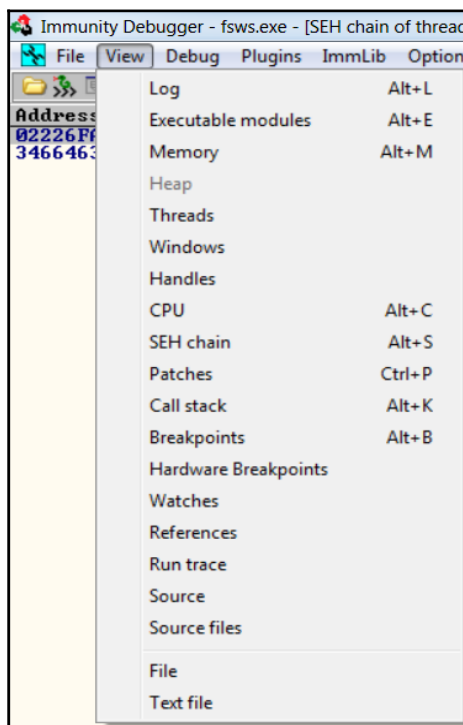 Immunity Debugger - fsws.exe - [SEH chain of thread
File View Debug Plugins ImmLib Option
Address
02226F
3466463
Log Alt+L
Executable modules Alt+E
Memory Alt+M
Heap
Threads
Windows
Handles
CPU Alt+C
SEH chain Alt+S
Patches Ctrl+P
Call stack Alt+K
Breakpoints Alt+B
Hardware Breakpoints
Watches
References
Run trace
Source
Source files
File
Text file